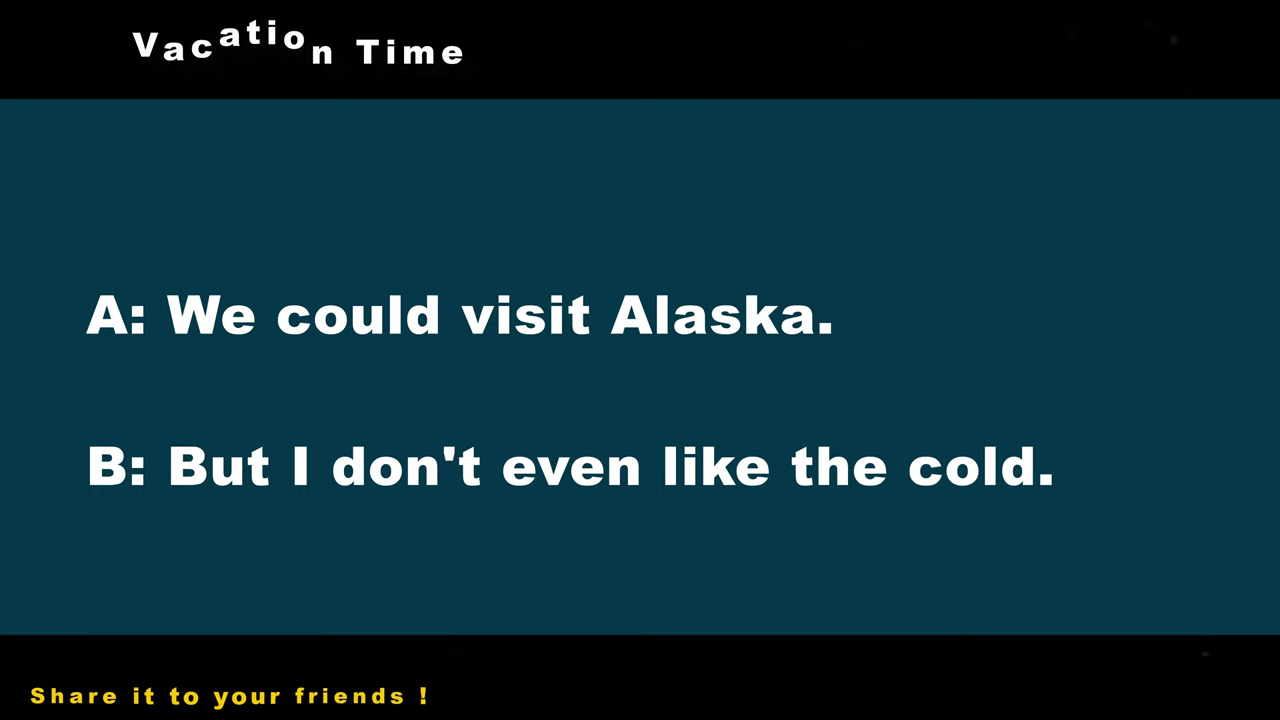 Vacation Time
A: We could visit Alaska.
B: But I don't even like the cold.
Share it to your friends !